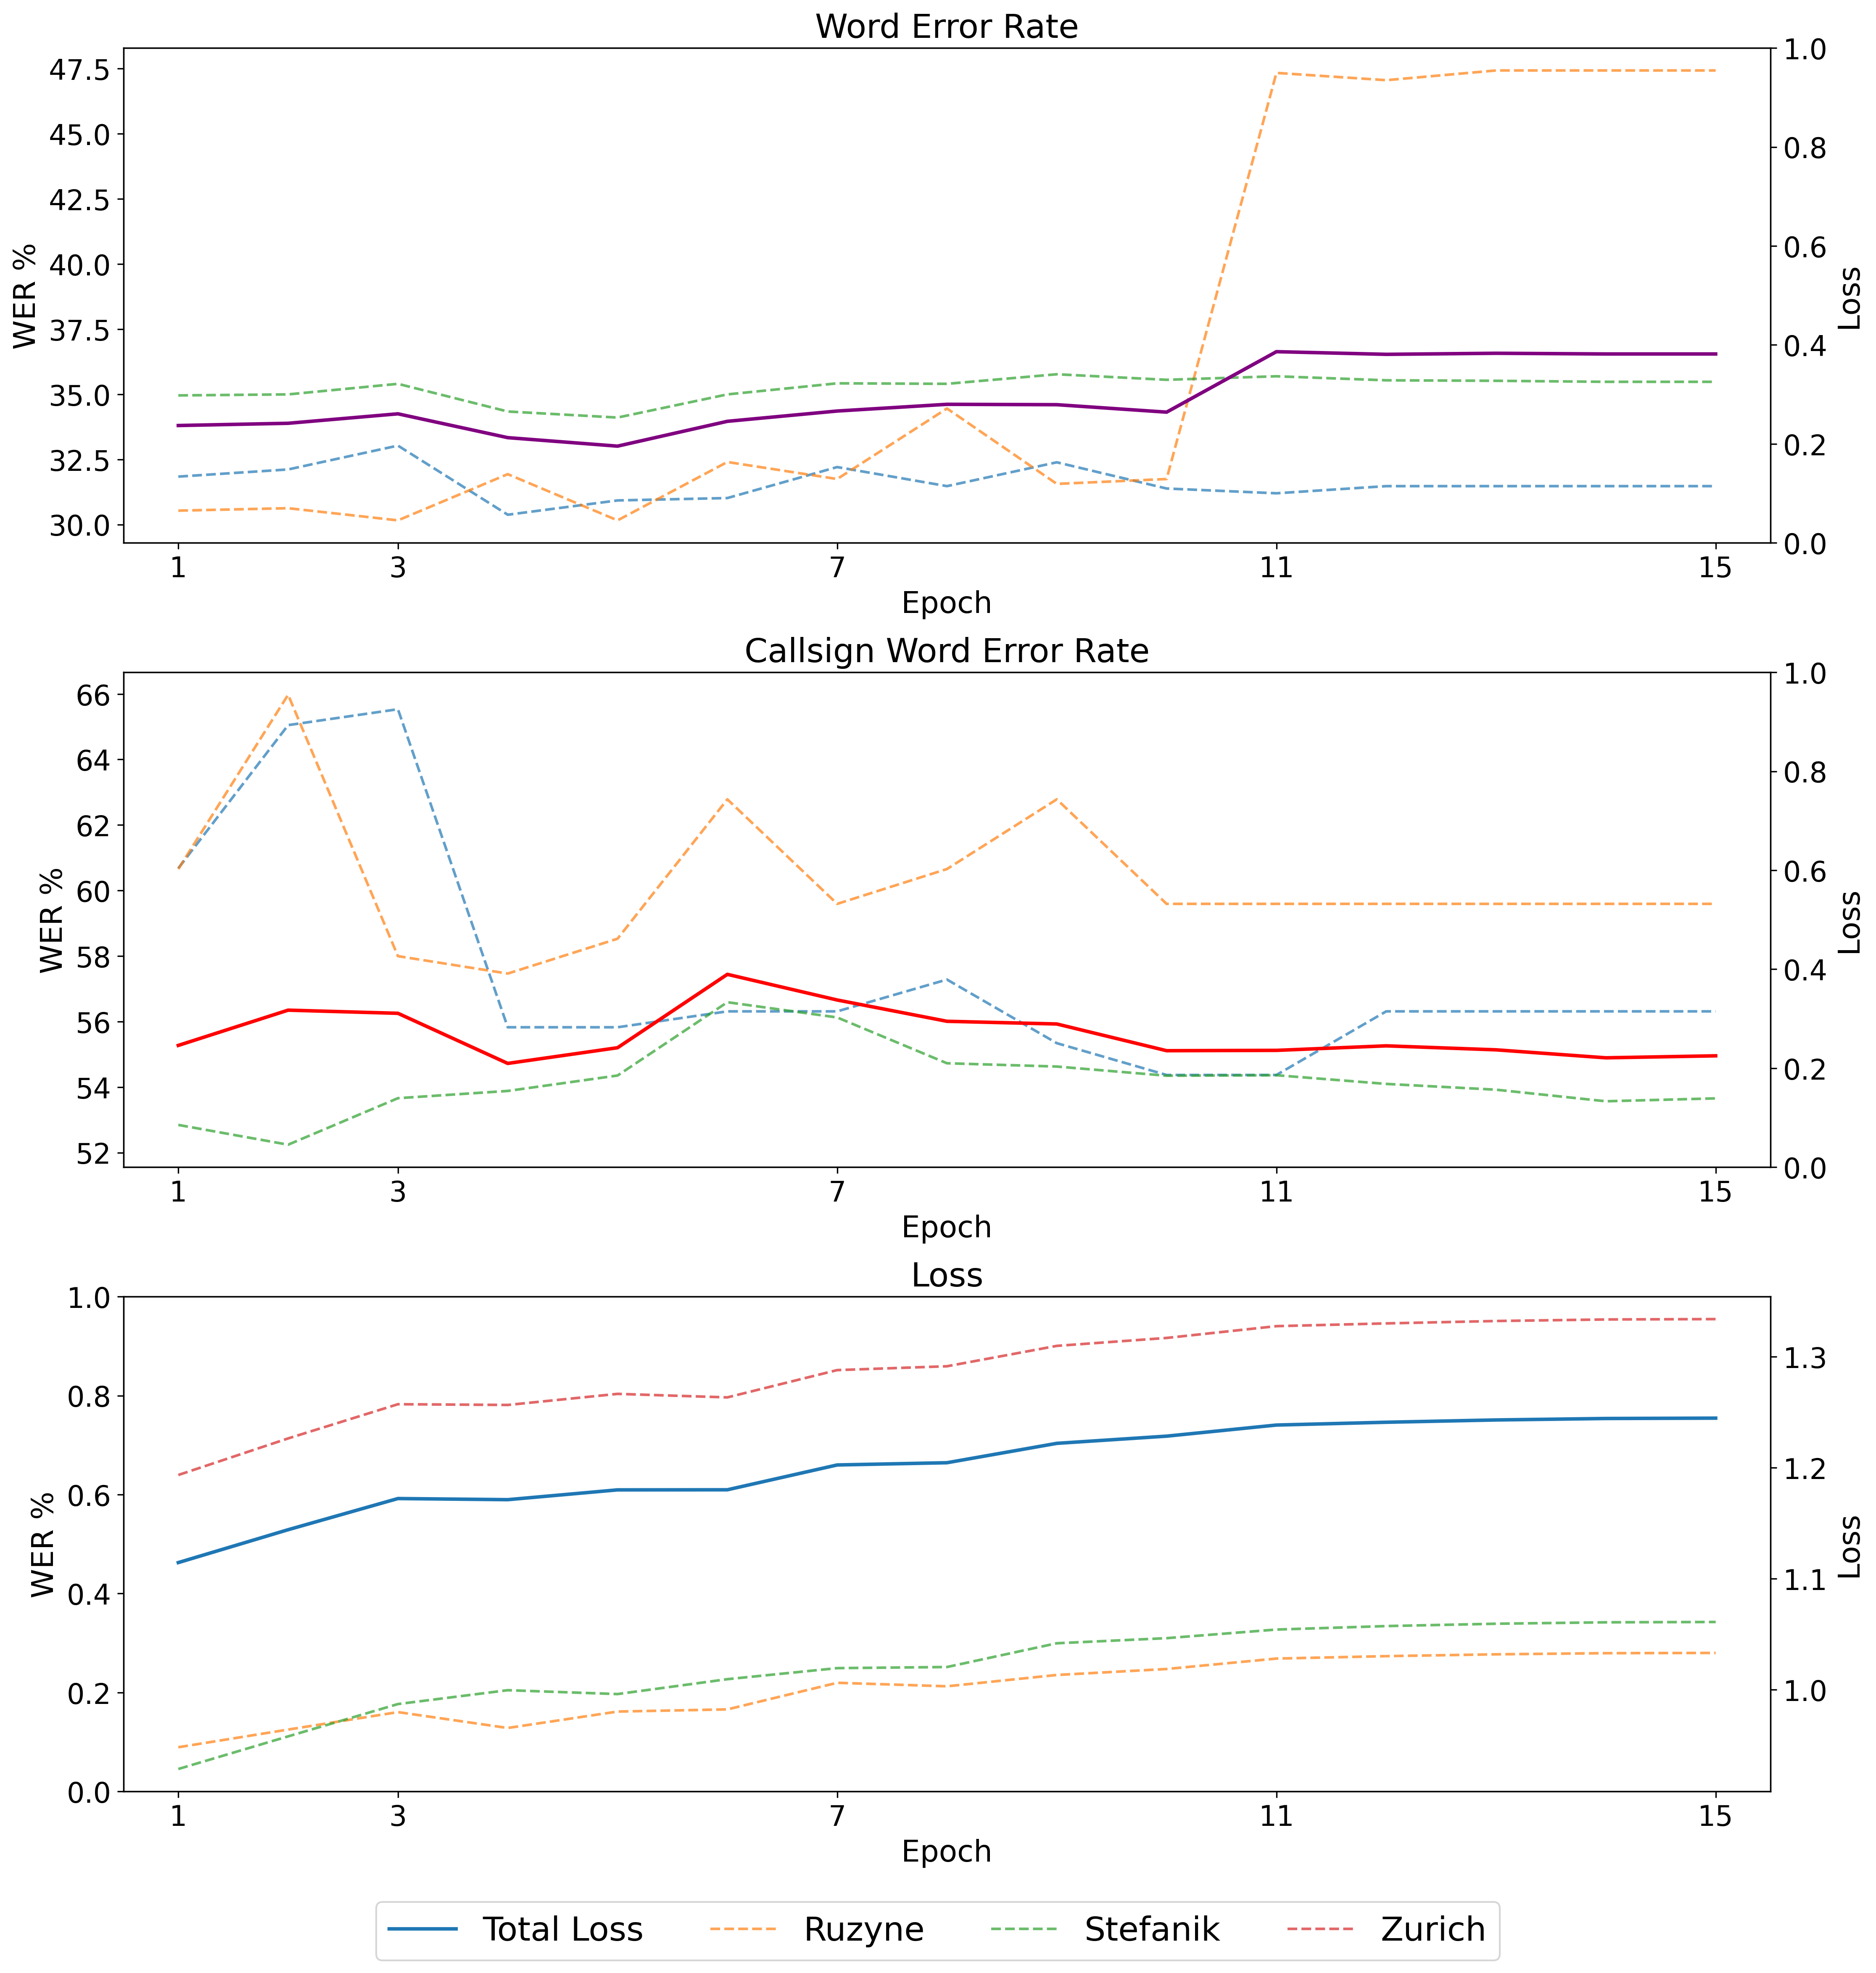 Word Error Rate
47.5
45.0
42.5
40.0
37.5
35.0
32.5
30.0
WER %
1.0
0.8
0.6
0.4
0.2
0.0
Loss
1 3 7 11 15
Epoch
Callsign Word Error Rate
66
64
62
60
58
56
54
52
WER %
1.0
0.8
0.6
0.4
0.2
0.0
Loss
1 3 7 11 15
Epoch
Loss
1.0
0.8
0.6
0.4
0.2
0.0
WER %
1.3
1.2
1.1
1.0
Loss
1 3 7 11 15
Epoch
Total Loss Ruzyne Stefanik Zurich